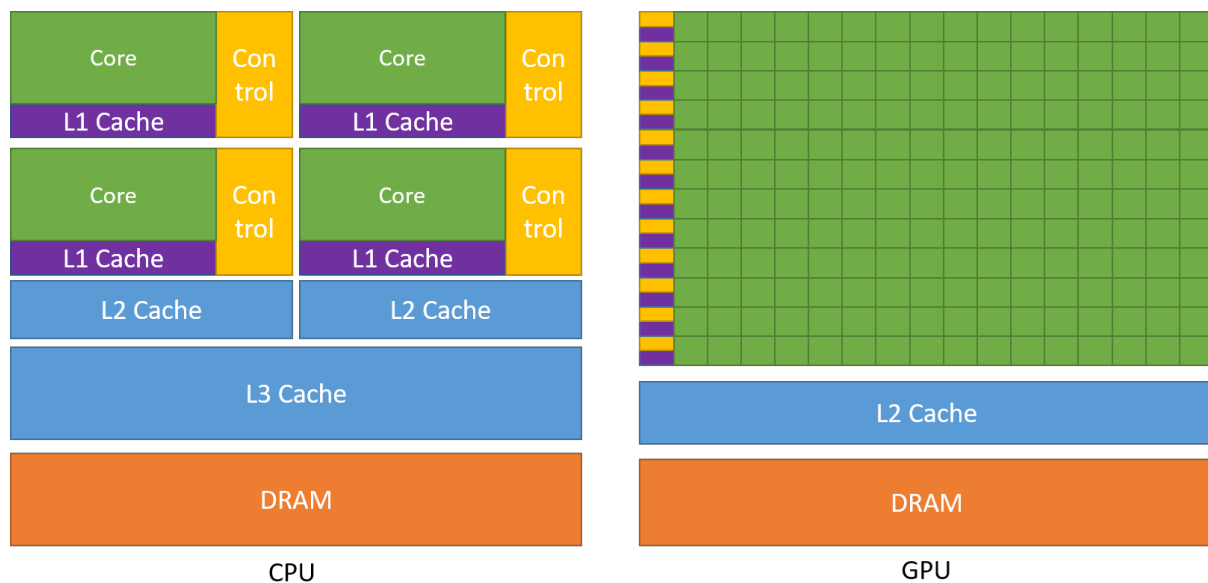 Core
Con
trol
L1 Cache
Core
Con
trol
L1 Cache
Core
Con
trol
L1 Cache
Core
Con
trol
L1 Cache
L2 Cache
L2 Cache
L3 Cache
DRAM
CPU
L2 Cache
DRAM
GPU